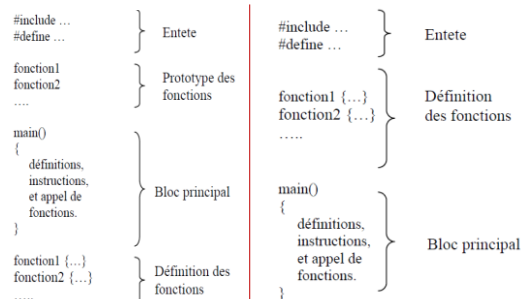 #include …
#define …
Entete
fonction1
fonction2
….
Prototype des
fonctions
main()
{
définitions,
instructions,
et appel de
fonctions.
}
Bloc principal
fonction1 {…}
fonction2 {…}
…..
Définition des
fonctions
#include …
#define …
Entete
fonction1 {…}
fonction2 {…}
…..
Définition
des fonctions
main()
{
définitions,
instructions,
et appel de
fonctions.
}
Bloc principal